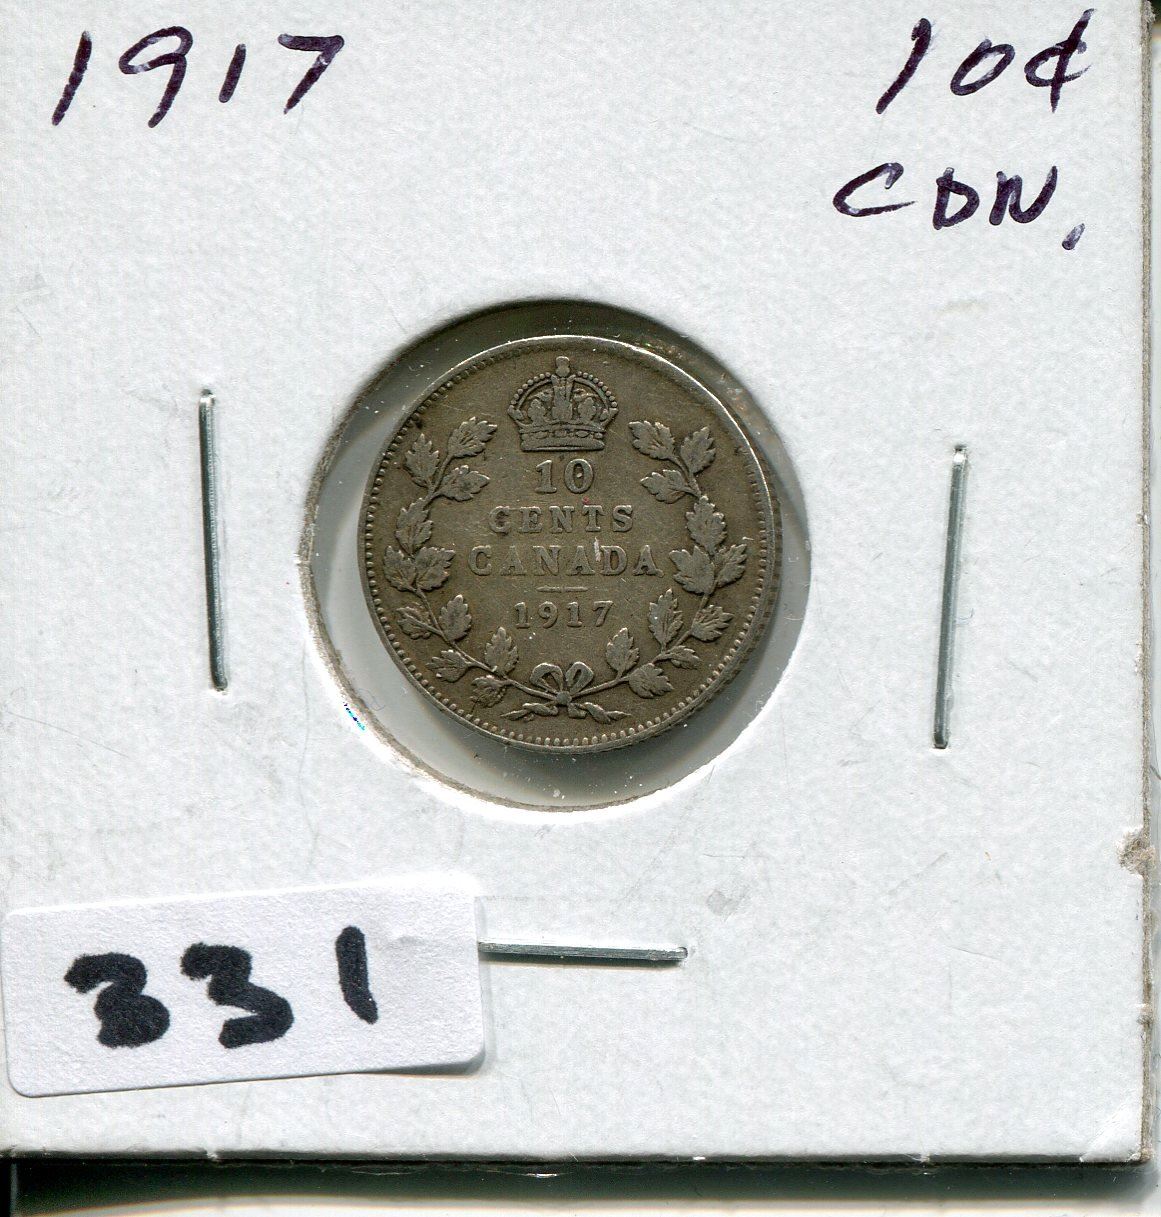 1917 10¢
CDN.
10
CENTS
CANADA
1917
331